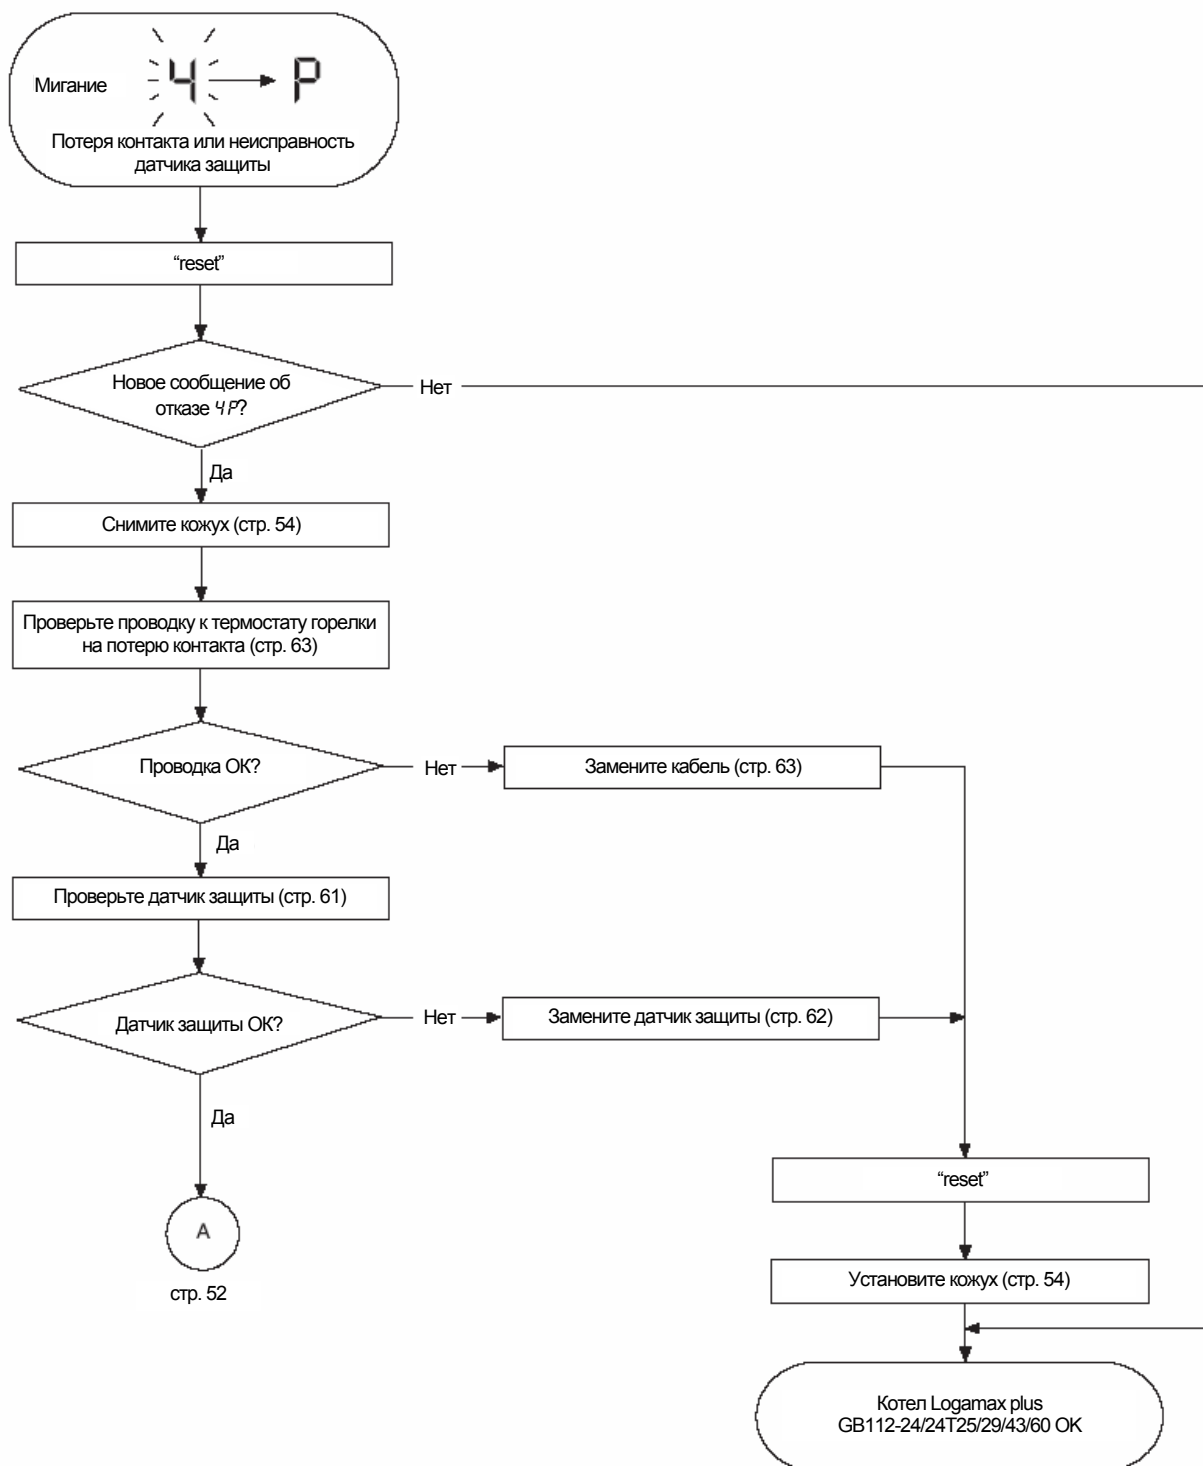 Мигание 4 P
Потеря контакта или неисправность
датчика защиты
“reset”
Новое сообщение об
отказе 4P?
Нет
Да
Снимите кожух (стр. 54)
Проверьте проводку к термостату горелки
на потерю контакта (стр. 63)
Проводка ОК?
Нет
Замените кабель (стр. 63)
Да
Проверьте датчик защиты (стр. 61)
Датчик защиты ОК?
Нет
Замените датчик защиты (стр. 62)
Да
A
стр. 52
“reset”
Установите кожух (стр. 54)
Котел Logamax plus
GB112-24/24T25/29/43/60 OK